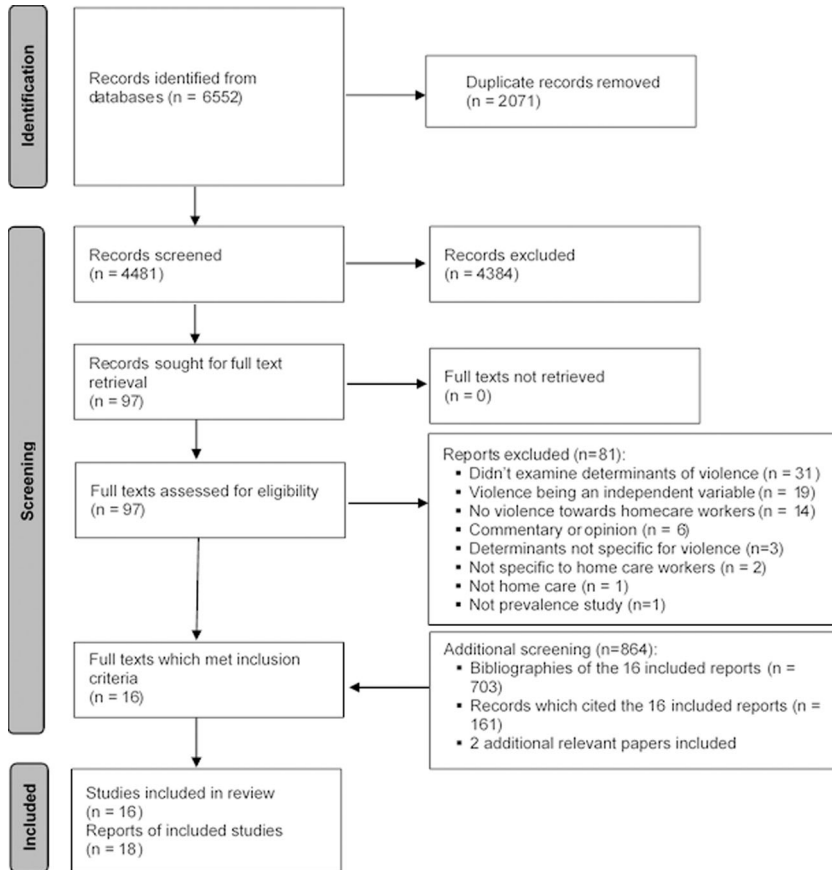 Identification
Records identified from
databases (n = 6552)
Duplicate records removed
(n = 2071)
Screening
Records screened
(n = 4481)
Records excluded
(n = 4384)
Records sought for full text
retrieval
(n = 97)
Full texts not retrieved
(n = 0)
Full texts assessed for eligibility
(n = 97)
Reports excluded (n=81):
▪ Didn't examine determinants of violence (n = 31)
▪ Violence being an independent variable (n = 19)
▪ No violence towards homecare workers (n = 14)
▪ Commentary or opinion (n = 6)
▪ Determinants not specific for violence (n=3)
▪ Not specific to home care workers (n = 2)
▪ Not home care (n = 1)
▪ Not prevalence study (n=1)
Full texts which met inclusion
criteria
(n = 16)
Additional screening (n=864):
▪ Bibliographies of the 16 included reports (n =
703)
▪ Records which cited the 16 included reports (n =
161)
▪ 2 additional relevant papers included
Included
Studies included in review
(n = 16)
Reports of included studies
(n = 18)